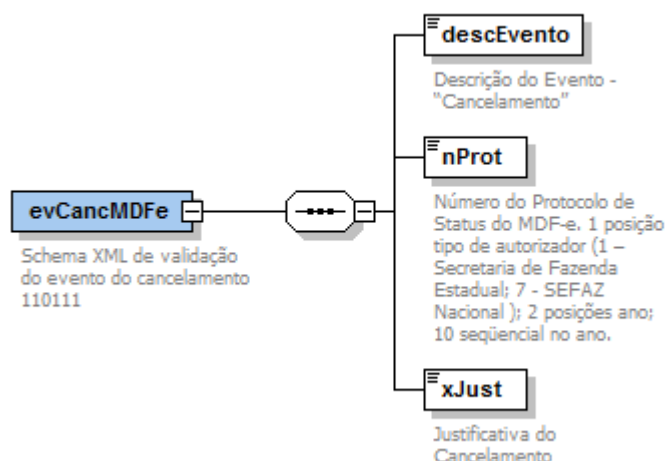 evCancMDFe
Schema XML de validação
do evento do cancelamento
110111
descEvento
Descrição do Evento -
"Cancelamento”
nProt
Número do Protocolo de
Status do MDF-e. 1 posição
tipo de autorizador (1 –
Secretaria de Fazenda
Estadual; 7 - SEFAZ
Nacional ); 2 posições ano;
10 seqüencial no ano.
xJust
Justificativa do
Cancelamento